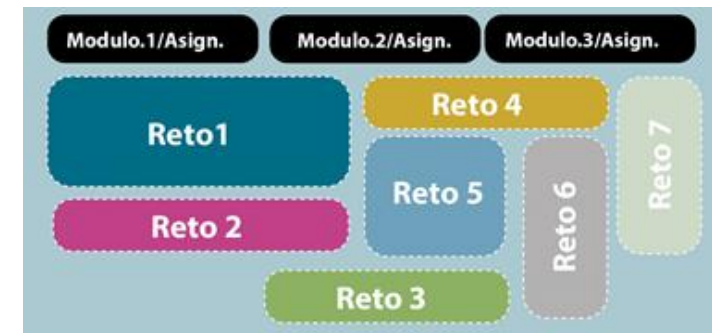 Modulo.1/Asign.
Modulo.2/Asign.
Modulo.3/Asign.
Reto1
Reto 2
Reto 3
Reto 4
Reto 5
Reto 6
Reto 7